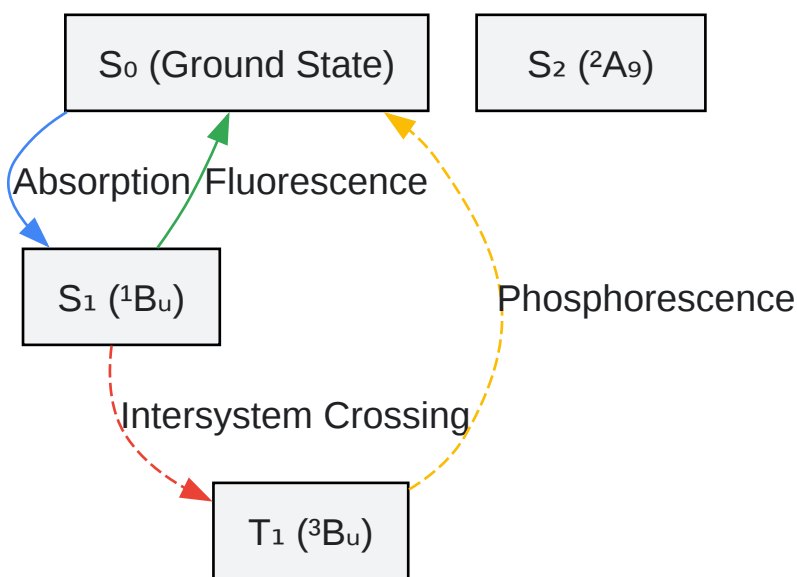 S₀ (Ground State)
S₂ (²A₉)
Absorption
Fluorescence
S₁ (¹Bᵤ)
Phosphorescence
Intersystem Crossing
T₁ (³Bᵤ)